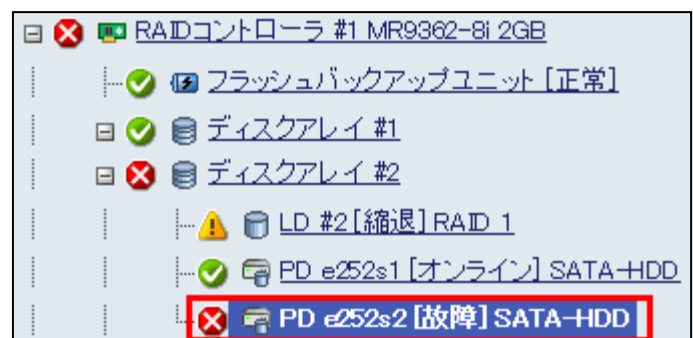 RAIDコントローラ #1 MR9362-8i 2GB
フラッシュバックアップユニット [正常]
ディスクアレイ #1
ディスクアレイ #2
LD #2 [縮退] RAID 1
PD e252s1 [オンライン] SATA-HDD
PD e252s2 [故障] SATA-HDD